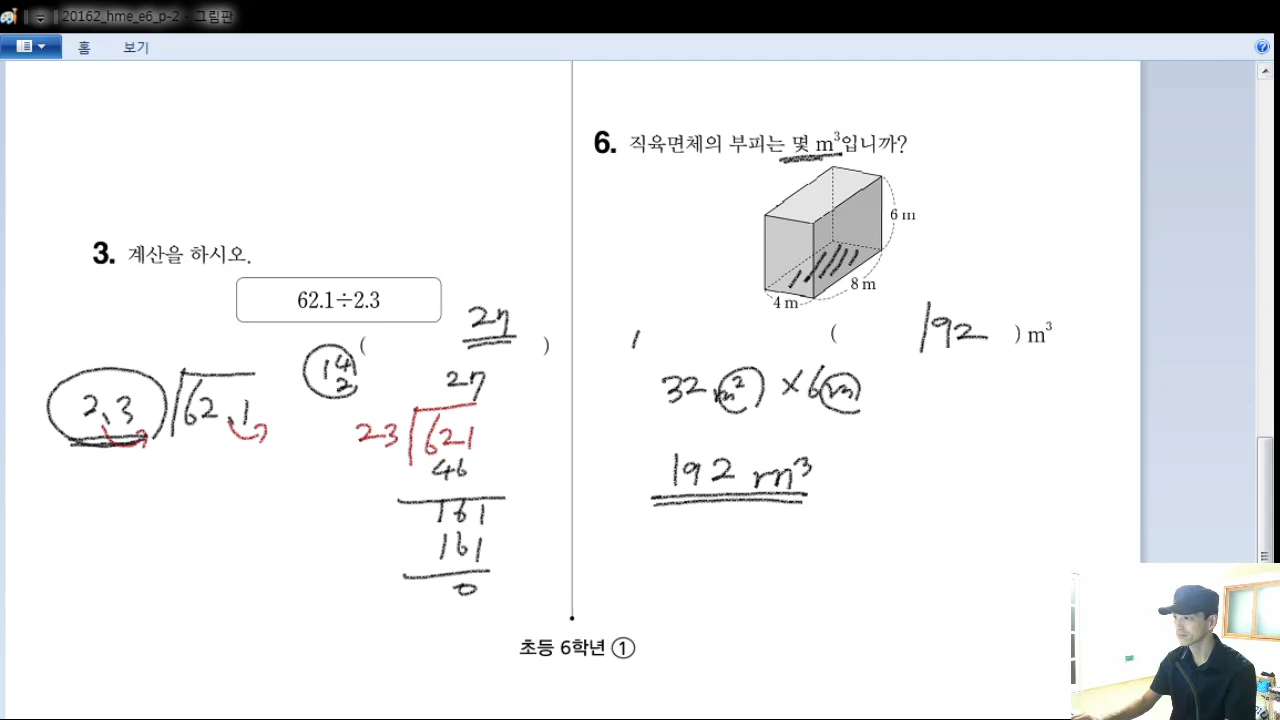 20162_hme_e6_p-2 - 그림판
홈 보기
3. 계산을 하시오.
62.1÷2.3
( 27 )
2.3 62.1
14
2
27
23 621
46
161
161
0
6. 직육면체의 부피는 몇 m³입니까?
6 m
8 m
4 m
( 192 ) m³
32 m² × 6 m
192 m³
초등 6학년 ①